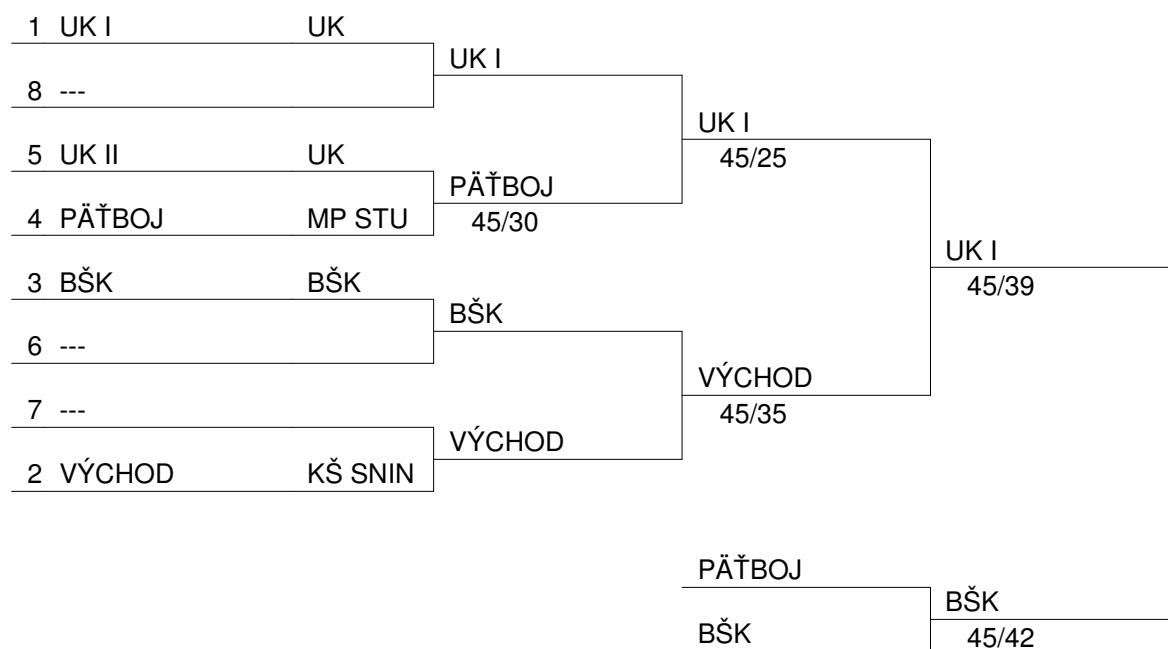 1 UK I UK
UK I
8 ---
UK I
45/25
5 UK II UK
PÄŤBOJ
45/30
4 PÄŤBOJ MP STU
UK I
45/39
3 BŠK BŠK
BŠK
6 ---
VÝCHOD
45/35
7 ---
VÝCHOD
2 VÝCHOD KŠ SNIN
PÄŤBOJ
BŠK
45/42
BŠK